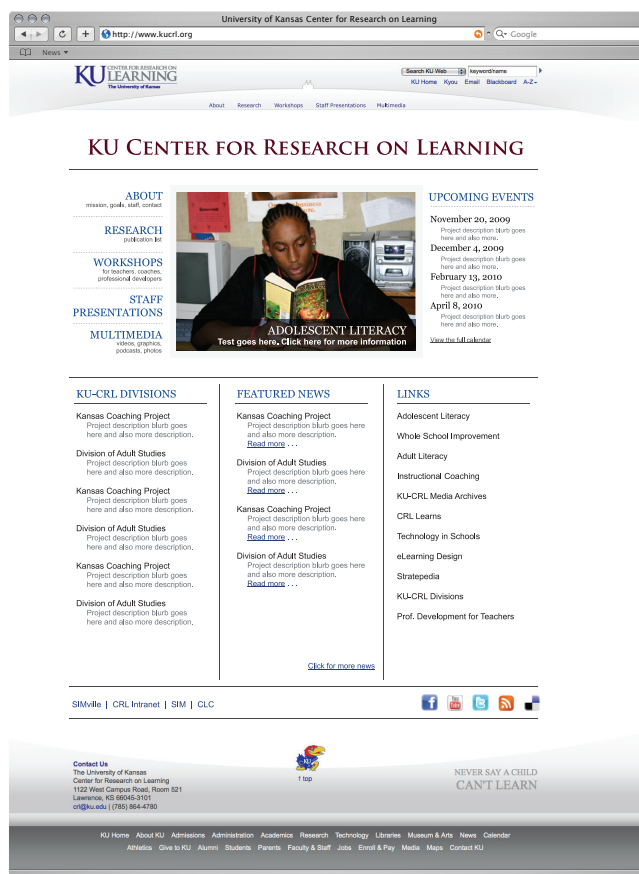 University of Kansas Center for Research on Learning
http://www.kucrl.org
Google
News
KU CENTER FOR RESEARCH ON
LEARNING
The University of Kansas
Search KU Web
keyword/name
KU Home Kyou Email Blackboard A-Z
About Research Workshops Staff Presentations Multimedia
KU CENTER FOR RESEARCH ON LEARNING
ABOUT
mission, goals, staff, contact
RESEARCH
publication list
WORKSHOPS
for teachers, coaches,
professional developers
STAFF
PRESENTATIONS
MULTIMEDIA
videos, graphics,
podcasts, photos
ADOLESCENT LITERACY
Test goes here. Click here for more information
UPCOMING EVENTS
November 20, 2009
Project description blurb goes
here and also more.
December 4, 2009
Project description blurb goes
here and also more.
February 13, 2010
Project description blurb goes
here and also more.
April 8, 2010
Project description blurb goes
here and also more.
View the full calendar
KU-CRL DIVISIONS
Kansas Coaching Project
Project description blurb goes
here and also more description.
Division of Adult Studies
Project description blurb goes
here and also more description.
Kansas Coaching Project
Project description blurb goes
here and also more description.
Division of Adult Studies
Project description blurb goes
here and also more description.
Kansas Coaching Project
Project description blurb goes
here and also more description.
Division of Adult Studies
Project description blurb goes
here and also more description.
FEATURED NEWS
Kansas Coaching Project
Project description blurb goes here
and also more description.
Read more . . .
Division of Adult Studies
Project description blurb goes here
and also more description.
Read more . . .
Kansas Coaching Project
Project description blurb goes here
and also more description.
Read more . . .
Division of Adult Studies
Project description blurb goes here
and also more description.
Read more . . .
Click for more news
LINKS
Adolescent Literacy
Whole School Improvement
Adult Literacy
Instructional Coaching
KU-CRL Media Archives
CRL Learns
Technology in Schools
eLearning Design
Stratepedia
KU-CRL Divisions
Prof. Development for Teachers
SIMville | CRL Intranet | SIM | CLC
f
You
Tube
t
Contact Us
The University of Kansas
Center for Research on Learning
1122 West Campus Road, Room 521
Lawrence, KS 66045-3101
crl@ku.edu | (785) 864-4780
KU
↑ top
NEVER SAY A CHILD
CAN'T LEARN
KU Home About KU Admissions Administration Academics Research Technology Libraries Museum & Arts News Calendar
Athletics Give to KU Alumni Students Parents Faculty & Staff Jobs Enroll & Pay Media Maps Contact KU